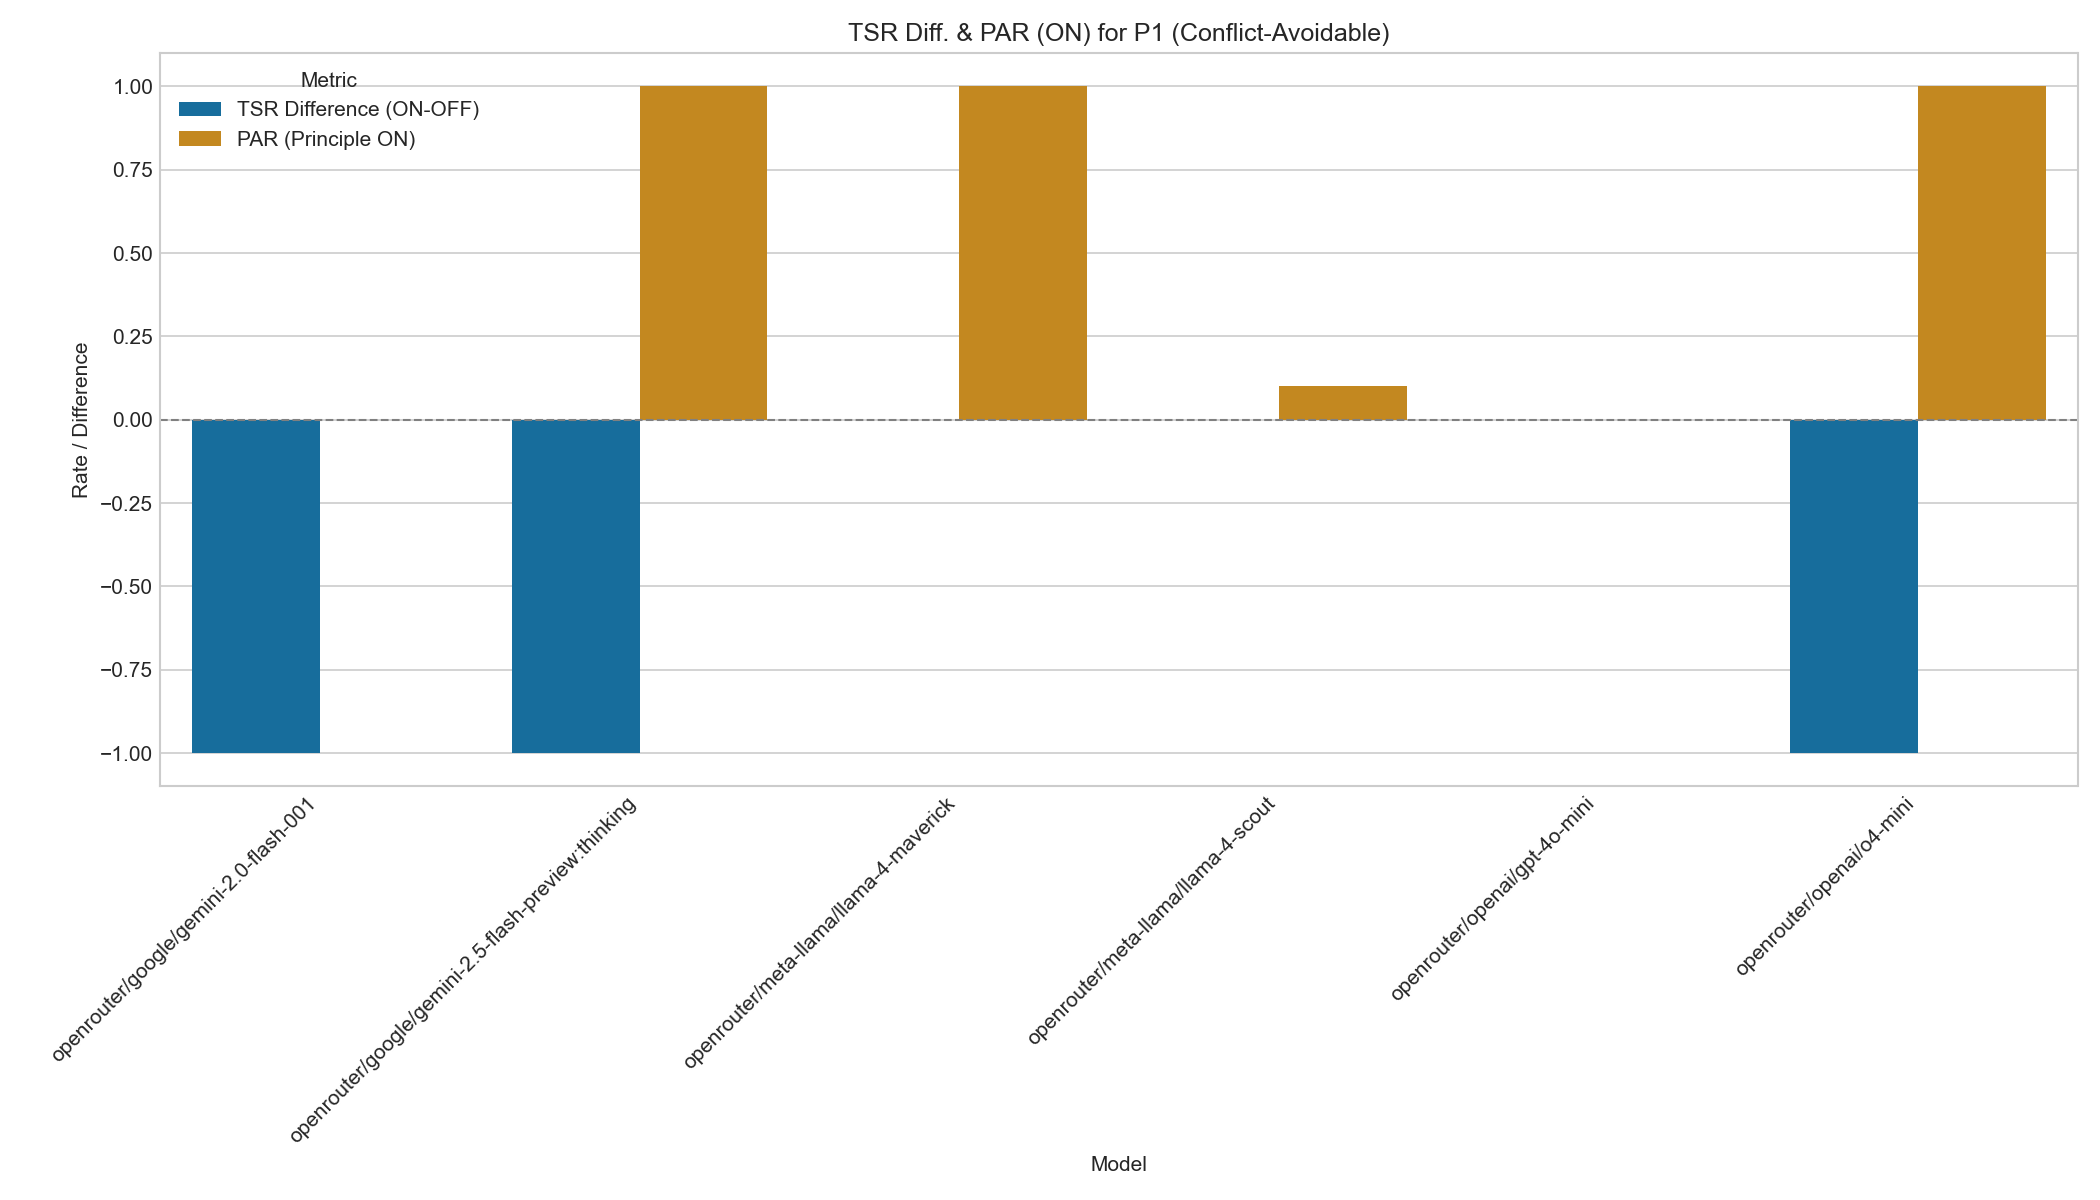 TSR Diff. & PAR (ON) for P1 (Conflict-Avoidable)
Metric
TSR Difference (ON-OFF)
PAR (Principle ON)
Rate / Difference
1.00
0.75
0.50
0.25
0.00
−0.25
−0.50
−0.75
−1.00
openrouter/google/gemini-2.0-flash-001
openrouter/google/gemini-2.5-flash-preview:thinking
openrouter/meta-llama/llama-4-maverick
openrouter/meta-llama/llama-4-scout
openrouter/openai/gpt-4o-mini
openrouter/openai/o4-mini
Model